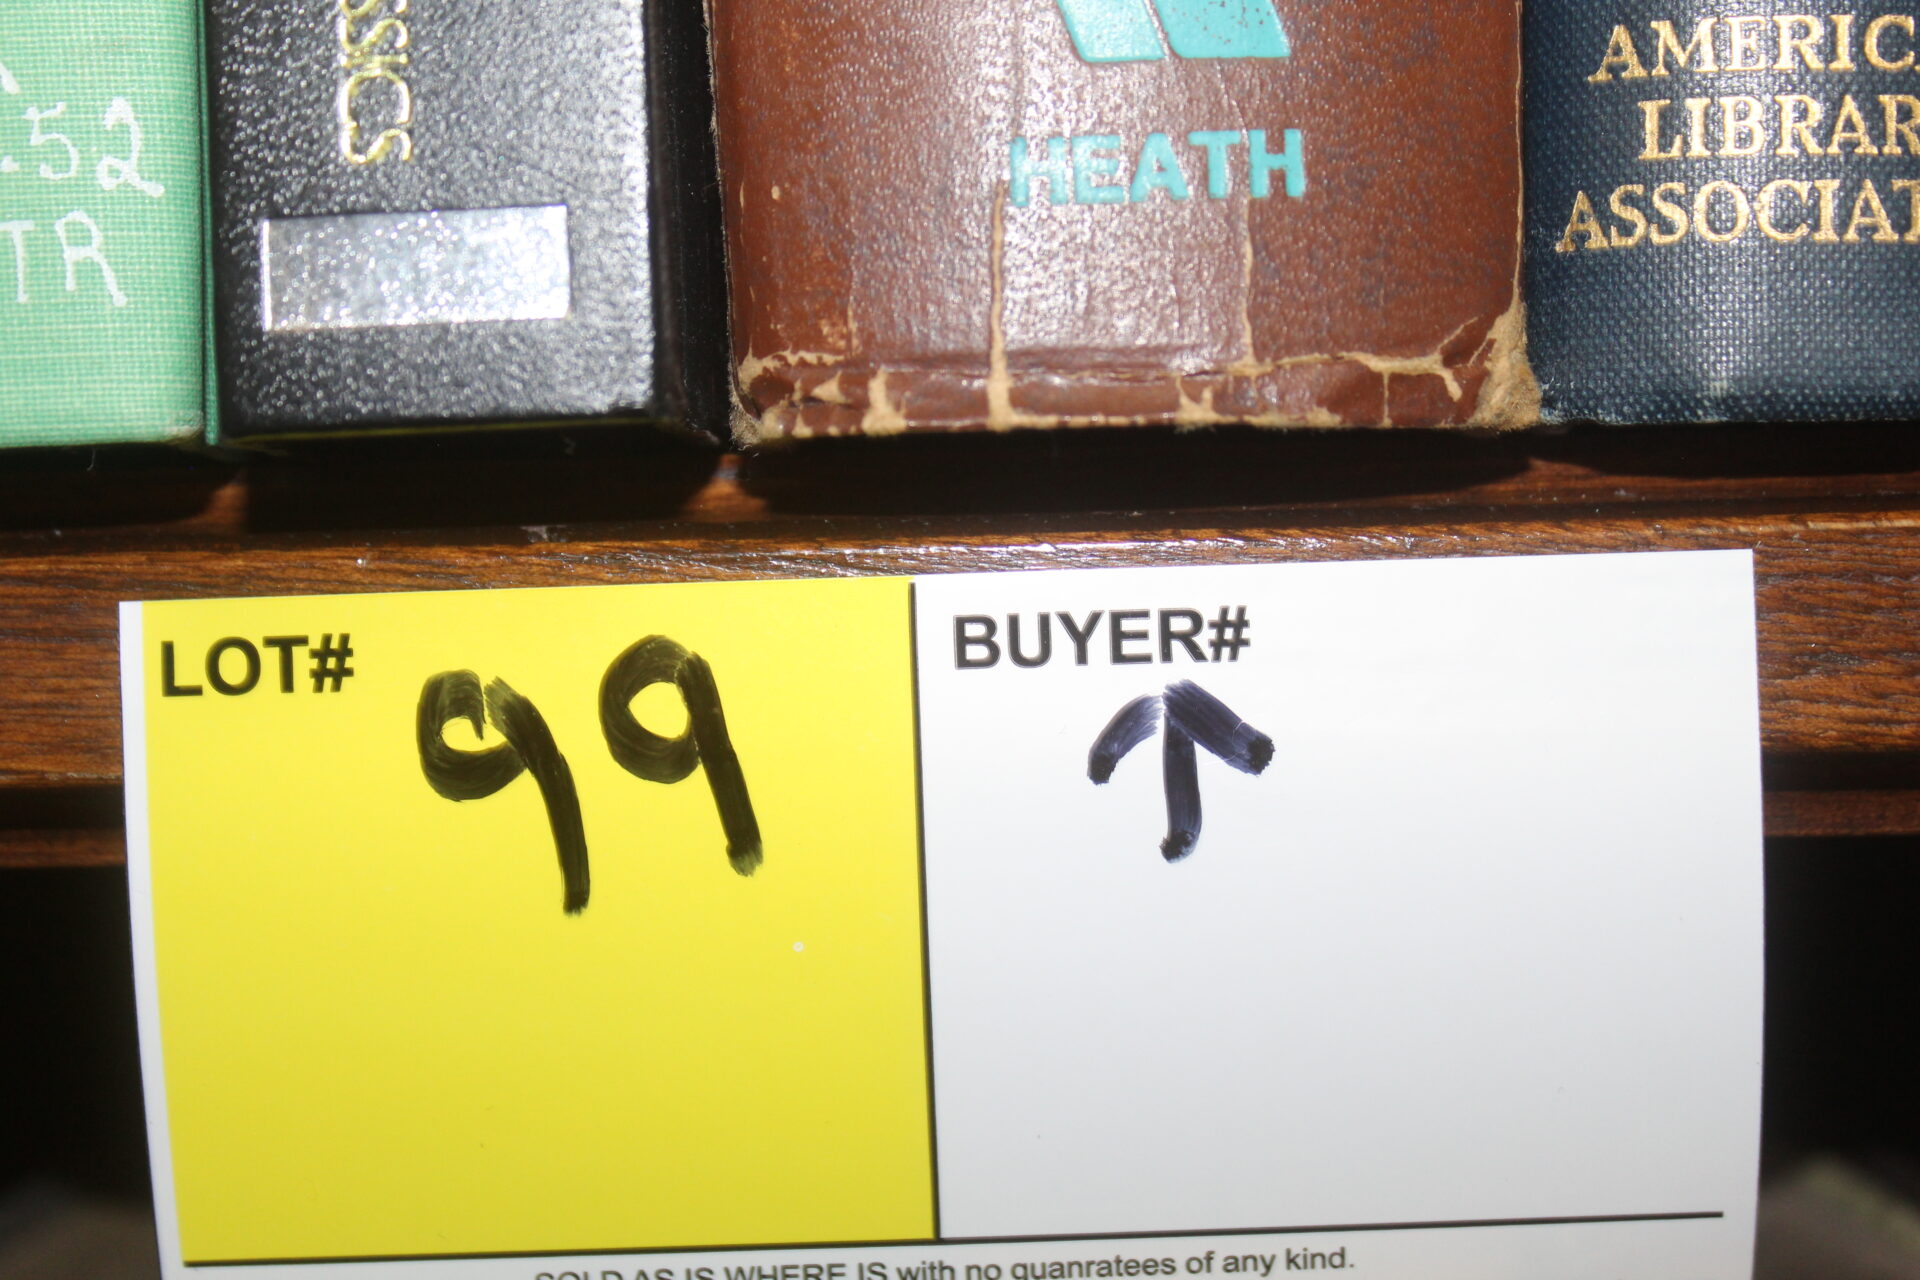 .52
TR
SSICS
HEATH
AMERIC
LIBRAR
ASSOCIAT
LOT# 99
BUYER# ↑
SOLD AS IS WHERE IS with no quanratees of any kind.